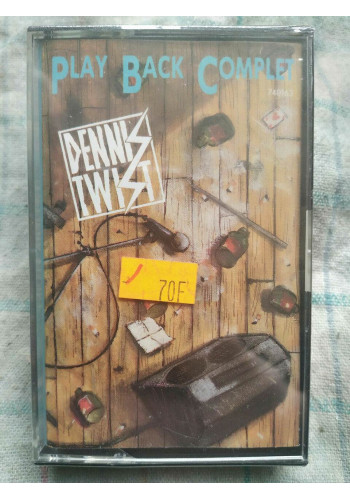 PLAY BACK COMPLET
DENNIS
TWIST
70F